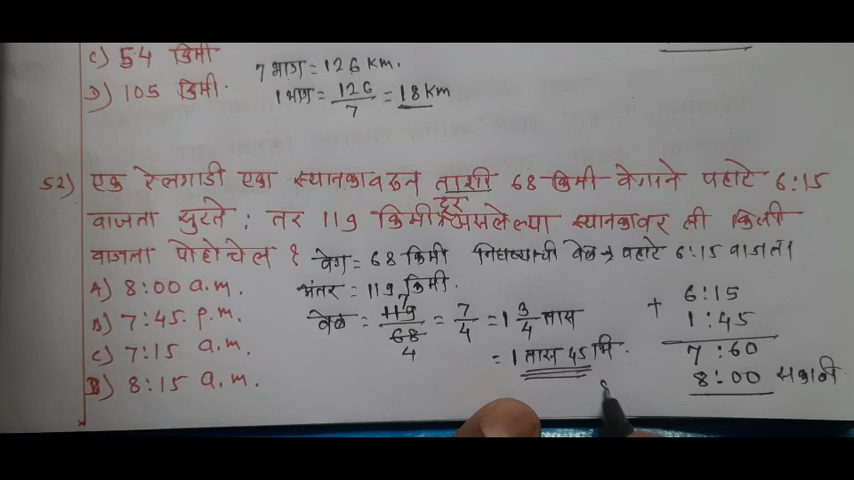 C) 54 किमी
7 भाग = 126 km.
D) 105 किमी.
1 भाग = 126/7 = 18 Km
52) एक रेलगाडी एका स्थानकावरून ताशी 68 किमी वेगाने पहाटे 6:15
वाजता सुटते; तर 119 किमी दूर असलेल्या स्थानकावर ती किती
वाजता पोहोचेल ?
वेग = 68 किमी निघण्याची वेळ → पहाटे 6:15 वाजता
A) 8:00 a.m.
अंतर = 119 किमी.
B) 7:45. p.m.
वेळ = 119/68 = 7/4 = 1 3/4 तास
7
4
C) 7:15 a.m.
= 1 तास 45 मि.
D) 8:15 a.m.
6:15
+ 1:45
7:60
8:00 सकाळी